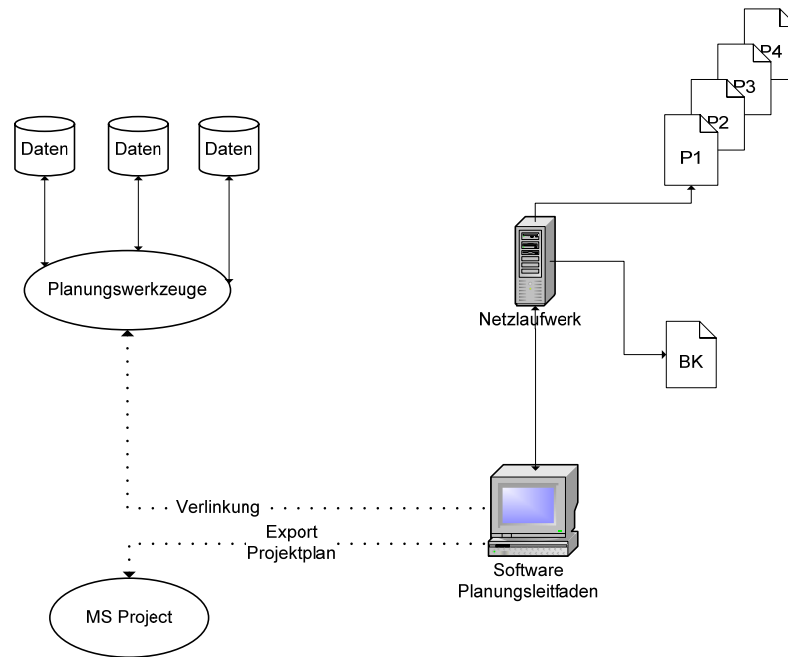 P4
P3
P2
P1
Daten
Daten
Daten
Planungswerkzeuge
Netzlaufwerk
BK
Verlinkung
Export
Projektplan
Software
Planungsleitfaden
MS Project